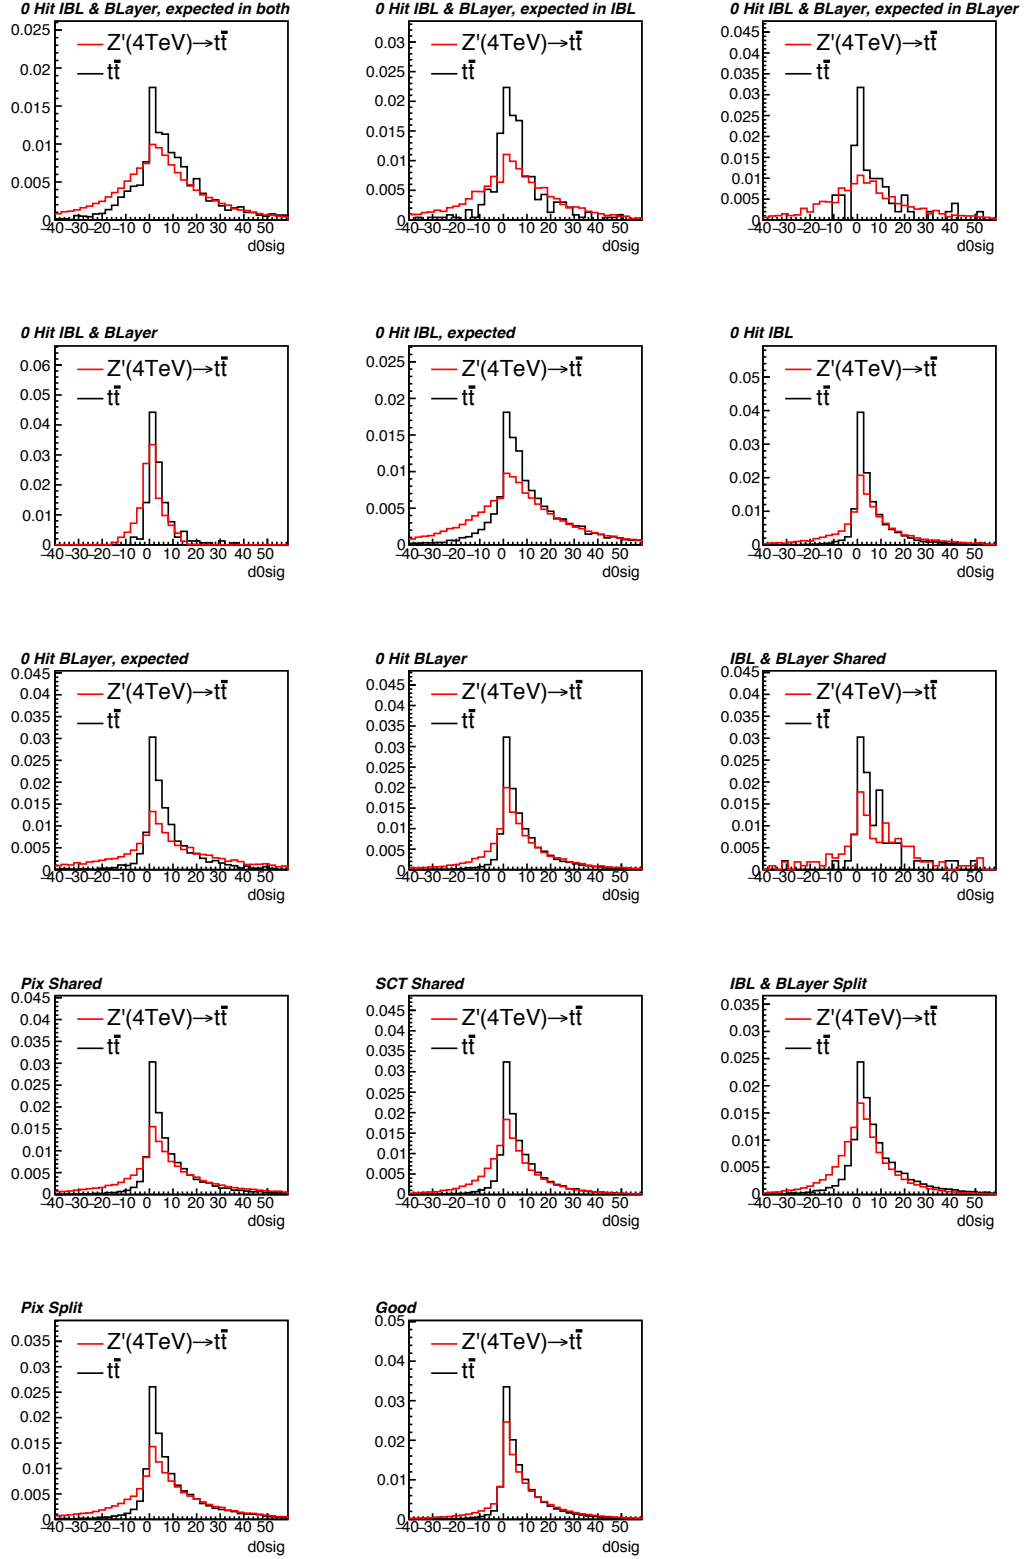 0 Hit IBL & BLayer, expected in both
0.025
0.02
0.015
0.01
0.005
0
Z'(4TeV)→tt̄
tt̄
−40−30−20−10 0 10 20 30 40 50
d0sig
0 Hit IBL & BLayer, expected in IBL
0.03
0.025
0.02
0.015
0.01
0.005
0
Z'(4TeV)→tt̄
tt̄
−40−30−20−10 0 10 20 30 40 50
d0sig
0 Hit IBL & BLayer, expected in BLayer
0.045
0.04
0.035
0.03
0.025
0.02
0.015
0.01
0.005
0
Z'(4TeV)→tt̄
tt̄
−40−30−20−10 0 10 20 30 40 50
d0sig
0 Hit IBL & BLayer
0.06
0.05
0.04
0.03
0.02
0.01
0
Z'(4TeV)→tt̄
tt̄
−40−30−20−10 0 10 20 30 40 50
d0sig
0 Hit IBL, expected
0.025
0.02
0.015
0.01
0.005
0
Z'(4TeV)→tt̄
tt̄
−40−30−20−10 0 10 20 30 40 50
d0sig
0 Hit IBL
0.05
0.04
0.03
0.02
0.01
0
Z'(4TeV)→tt̄
tt̄
−40−30−20−10 0 10 20 30 40 50
d0sig
0 Hit BLayer, expected
0.045
0.04
0.035
0.03
0.025
0.02
0.015
0.01
0.005
0
Z'(4TeV)→tt̄
tt̄
−40−30−20−10 0 10 20 30 40 50
d0sig
0 Hit BLayer
0.045
0.04
0.035
0.03
0.025
0.02
0.015
0.01
0.005
0
Z'(4TeV)→tt̄
tt̄
−40−30−20−10 0 10 20 30 40 50
d0sig
IBL & BLayer Shared
0.045
0.04
0.035
0.03
0.025
0.02
0.015
0.01
0.005
0
Z'(4TeV)→tt̄
tt̄
−40−30−20−10 0 10 20 30 40 50
d0sig
Pix Shared
0.045
0.04
0.035
0.03
0.025
0.02
0.015
0.01
0.005
0
Z'(4TeV)→tt̄
tt̄
−40−30−20−10 0 10 20 30 40 50
d0sig
SCT Shared
0.045
0.04
0.035
0.03
0.025
0.02
0.015
0.01
0.005
0
Z'(4TeV)→tt̄
tt̄
−40−30−20−10 0 10 20 30 40 50
d0sig
IBL & BLayer Split
0.035
0.03
0.025
0.02
0.015
0.01
0.005
0
Z'(4TeV)→tt̄
tt̄
−40−30−20−10 0 10 20 30 40 50
d0sig
Pix Split
0.035
0.03
0.025
0.02
0.015
0.01
0.005
0
Z'(4TeV)→tt̄
tt̄
−40−30−20−10 0 10 20 30 40 50
d0sig
Good
0.05
0.04
0.03
0.02
0.01
0
Z'(4TeV)→tt̄
tt̄
−40−30−20−10 0 10 20 30 40 50
d0sig